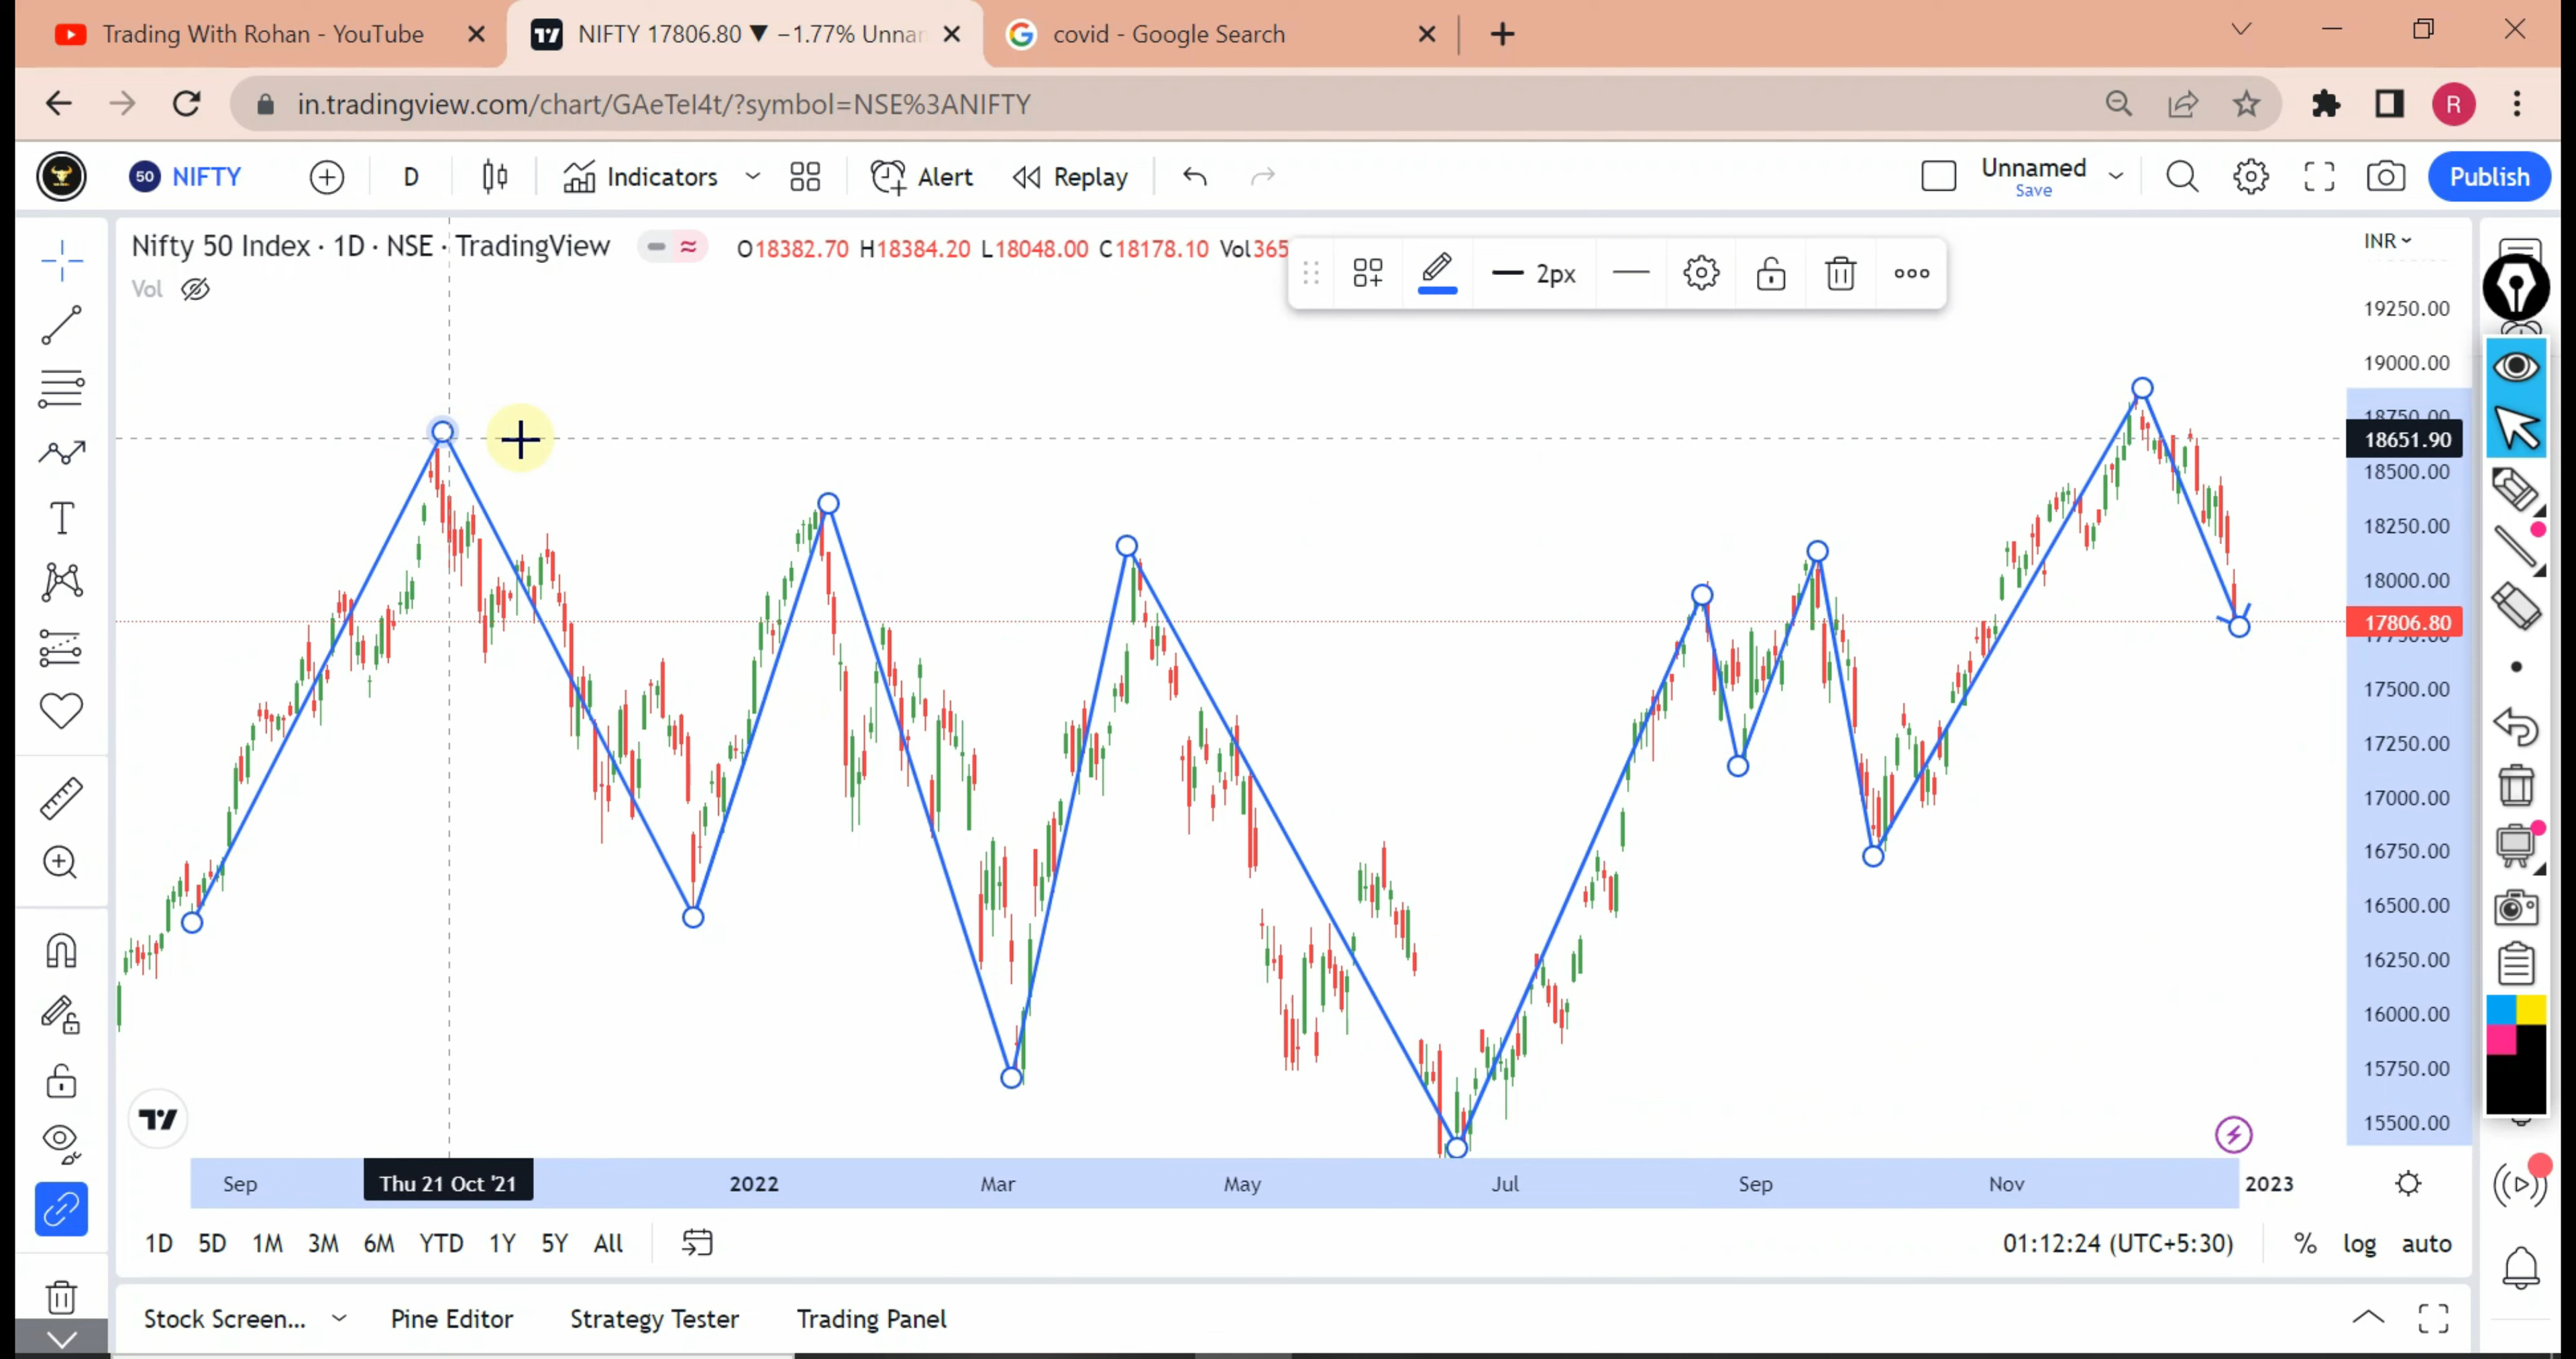 Trading With Rohan - YouTube
NIFTY 17806.80 ▼ −1.77% Unnar
covid - Google Search
in.tradingview.com/chart/GAeTeI4t/?symbol=NSE%3ANIFTY
R
50 NIFTY
D
Indicators
Alert
Replay
Unnamed
Save
Publish
Nifty 50 Index · 1D · NSE · TradingView
O18382.70 H18384.20 L18048.00 C18178.10 Vol365
2px
INR
Vol
19250.00
19000.00
18750.00
18651.90
18500.00
18250.00
18000.00
17806.80
17750.00
17500.00
17250.00
17000.00
16750.00
16500.00
16250.00
16000.00
15750.00
15500.00
Sep
Thu 21 Oct '21
2022
Mar
May
Jul
Sep
Nov
2023
1D 5D 1M 3M 6M YTD 1Y 5Y All
01:12:24 (UTC+5:30)
% log auto
Stock Screen...
Pine Editor
Strategy Tester
Trading Panel